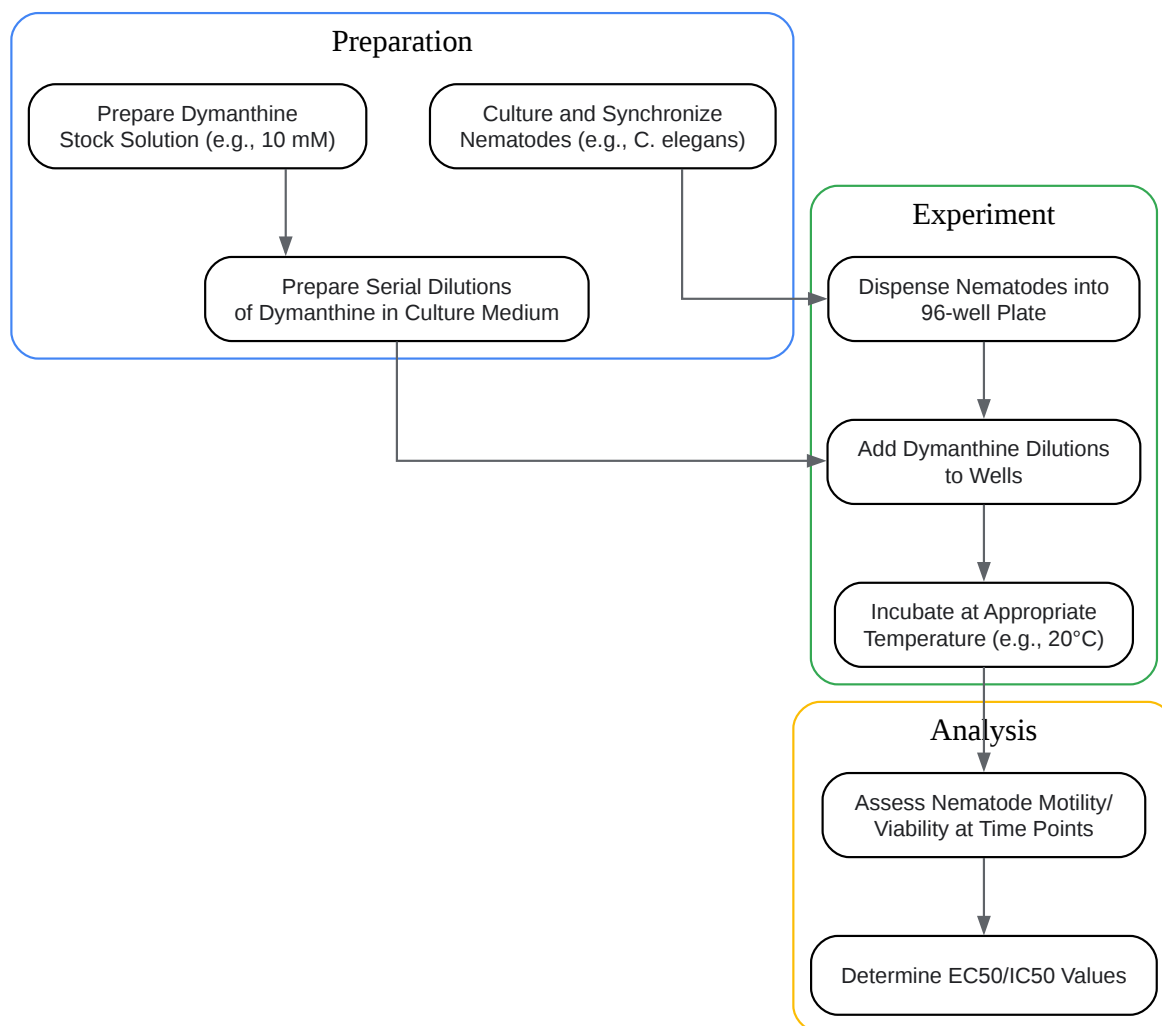 Preparation
Prepare Dymanthine
Stock Solution (e.g., 10 mM)
Culture and Synchronize
Nematodes (e.g., C. elegans)
Prepare Serial Dilutions
of Dymanthine in Culture Medium
Experiment
Dispense Nematodes into
96-well Plate
Add Dymanthine Dilutions
to Wells
Incubate at Appropriate
Temperature (e.g., 20°C)
Analysis
Assess Nematode Motility/
Viability at Time Points
Determine EC50/IC50 Values